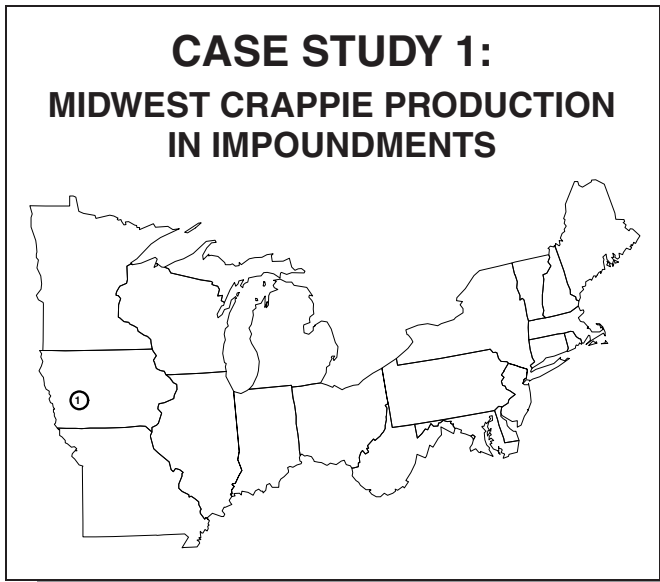 CASE STUDY 1:
MIDWEST CRAPPIE PRODUCTION
IN IMPOUNDMENTS
1